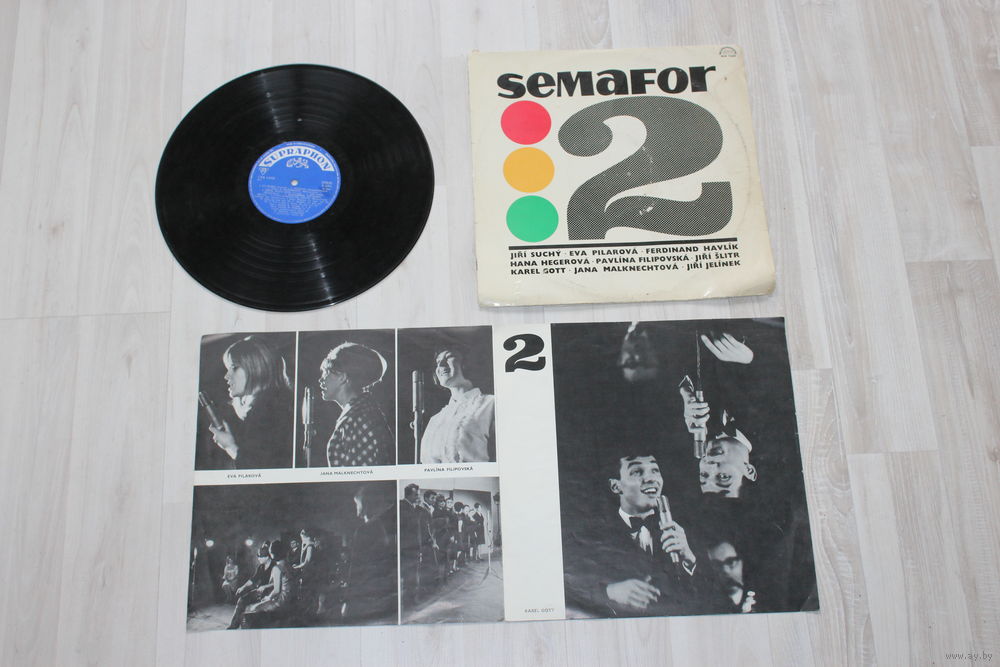 SUPRAPHON
semafor
2
JIŘÍ SUCHÝ · EVA PILAROVÁ · FERDINAND HAVLÍK
HANA HEGEROVÁ · PAVLÍNA FILIPOVSKÁ · JIŘÍ ŠLITR
KAREL GOTT · JANA MALKNECHTOVÁ · JIŘÍ JELÍNEK
2
EVA PILAROVÁ
JANA MALKNECHTOVÁ
PAVLÍNA FILIPOVSKÁ
KAREL GOTT
www.ay.by